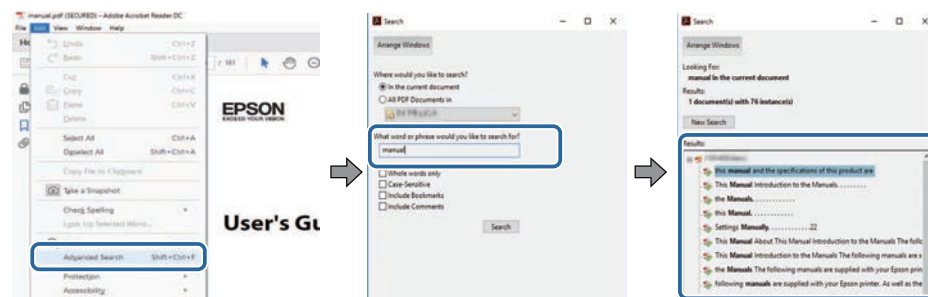 manual.pdf (SECURED) - Adobe Acrobat Reader DC
File Edit View Window Help
Undo Ctrl+Z
Shift+Ctrl+Z
Cut Ctrl+X
Copy Ctrl+C
Paste Ctrl+V
Delete
Select All Ctrl+A
Deselect All Shift+Ctrl+A
Copy File to Clipboard
Take a Snapshot
Check Spelling
Advanced Search Shift+Ctrl+F
Protection
Accessibility
EPSON
EXCEED YOUR VISION
User's Gu
Search
Arrange Windows
Where would you like to search?
In the current document
All PDF Documents in
What word or phrase would you like to search for?
manual
Whole words only
Case-Sensitive
Include Bookmarks
Include Comments
Search
Search
Arrange Windows
Looking For:
manual in the current document
Results:
1 document(s) with 76 instance(s)
New Search
Results:
this manual and the specifications of this product are
This Manual Introduction to the Manuals. . . . . . . . .
the Manuals. . . . . . . . . . . . .
this Manual. . . . . . . . . . . . .
Settings Manually. . . . . . . . . . . . .22
This Manual About This Manual Introduction to the Manuals The follc
This Manual Introduction to the Manuals The following manuals are s
the Manuals The following manuals are supplied with your Epson prin
following manuals are supplied with your Epson printer. As well as the